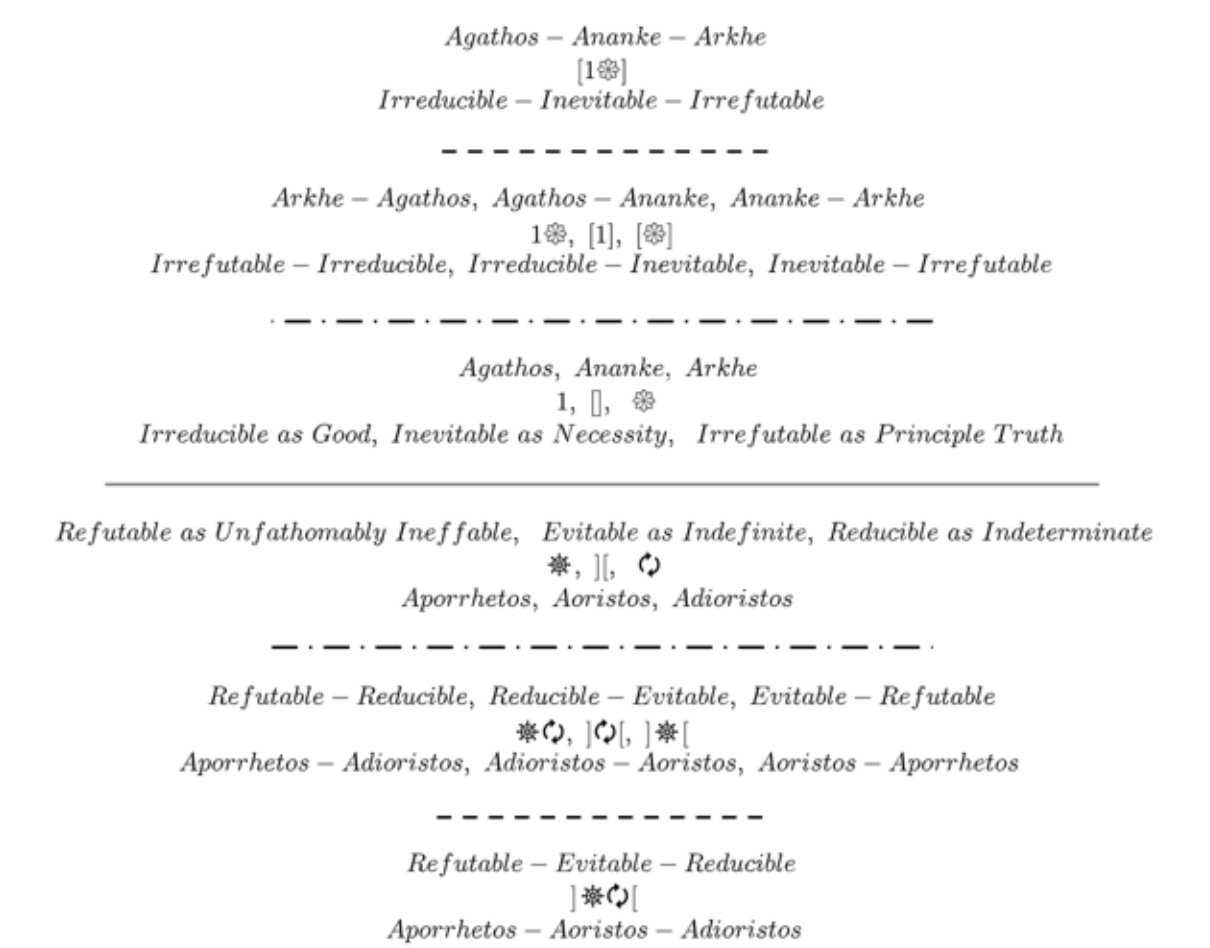 Agathos − Ananke − Arkhe
[1🏵]
Irreducible − Inevitable − Irrefutable
Arkhe − Agathos, Agathos − Ananke, Ananke − Arkhe
1🏵, [1], [🏵]
Irrefutable − Irreducible, Irreducible − Inevitable, Inevitable − Irrefutable
Agathos, Ananke, Arkhe
1, [], 🏵
Irreducible as Good, Inevitable as Necessity, Irrefutable as Principle Truth
Refutable as Unfathomably Ineffable, Evitable as Indefinite, Reducible as Indeterminate
⎈, ][, 🗘
Aporrhetos, Aoristos, Adioristos
Refutable − Reducible, Reducible − Evitable, Evitable − Refutable
⎈🗘, ]🗘[, ]⎈[
Aporrhetos − Adioristos, Adioristos − Aoristos, Aoristos − Aporrhetos
Refutable − Evitable − Reducible
]⎈🗘[
Aporrhetos − Aoristos − Adioristos